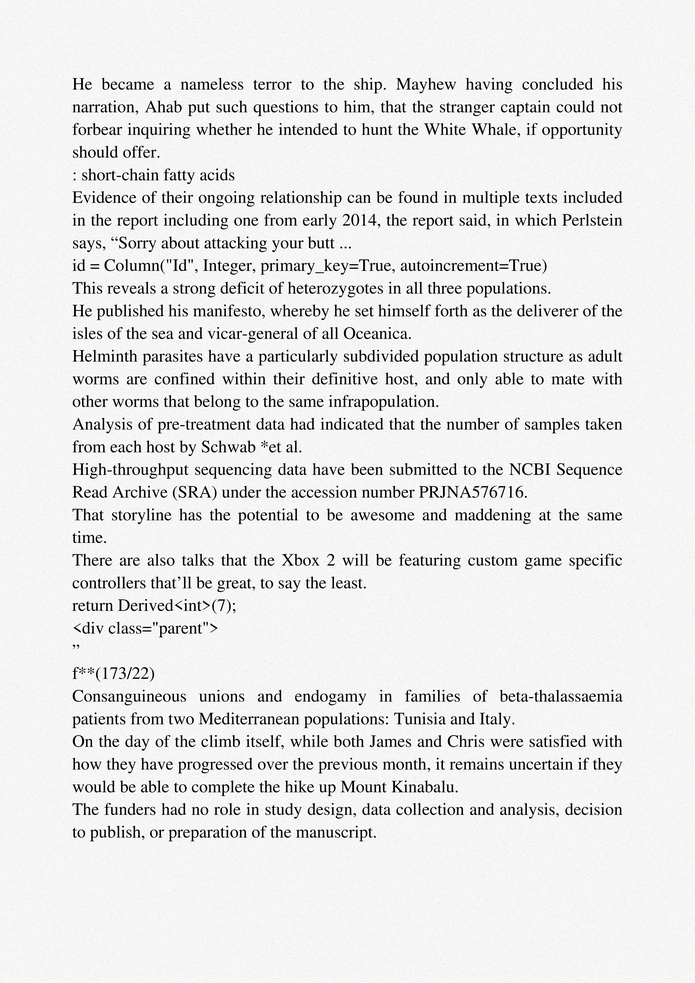 He became a nameless terror to the ship. Mayhew having concluded his
narration, Ahab put such questions to him, that the stranger captain could not
forbear inquiring whether he intended to hunt the White Whale, if opportunity
should offer.
: short-chain fatty acids
Evidence of their ongoing relationship can be found in multiple texts included
in the report including one from early 2014, the report said, in which Perlstein
says, “Sorry about attacking your butt ...
id = Column("Id", Integer, primary_key=True, autoincrement=True)
This reveals a strong deficit of heterozygotes in all three populations.
He published his manifesto, whereby he set himself forth as the deliverer of the
isles of the sea and vicar-general of all Oceanica.
Helminth parasites have a particularly subdivided population structure as adult
worms are confined within their definitive host, and only able to mate with
other worms that belong to the same infrapopulation.
Analysis of pre-treatment data had indicated that the number of samples taken
from each host by Schwab *et al.
High-throughput sequencing data have been submitted to the NCBI Sequence
Read Archive (SRA) under the accession number PRJNA576716.
That storyline has the potential to be awesome and maddening at the same
time.
There are also talks that the Xbox 2 will be featuring custom game specific
controllers that’ll be great, to say the least.
return Derived<int>(7);
<div class="parent">
”
f**(173/22)
Consanguineous unions and endogamy in families of beta-thalassaemia
patients from two Mediterranean populations: Tunisia and Italy.
On the day of the climb itself, while both James and Chris were satisfied with
how they have progressed over the previous month, it remains uncertain if they
would be able to complete the hike up Mount Kinabalu.
The funders had no role in study design, data collection and analysis, decision
to publish, or preparation of the manuscript.